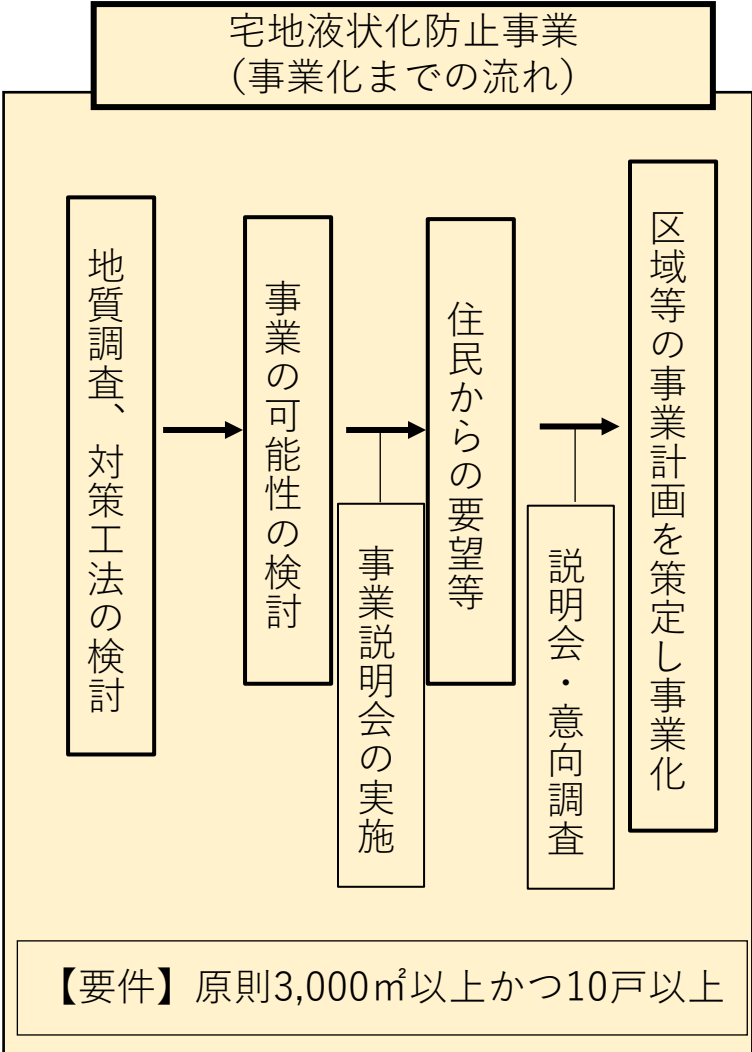 宅地液状化防止事業
(事業化までの流れ)
地質調査、対策工法の検討
事業の可能性の検討
事業説明会の実施
住民からの要望等
説明会・意向調査
区域等の事業計画を策定し事業化
【要件】原則3,000㎡以上かつ10戸以上